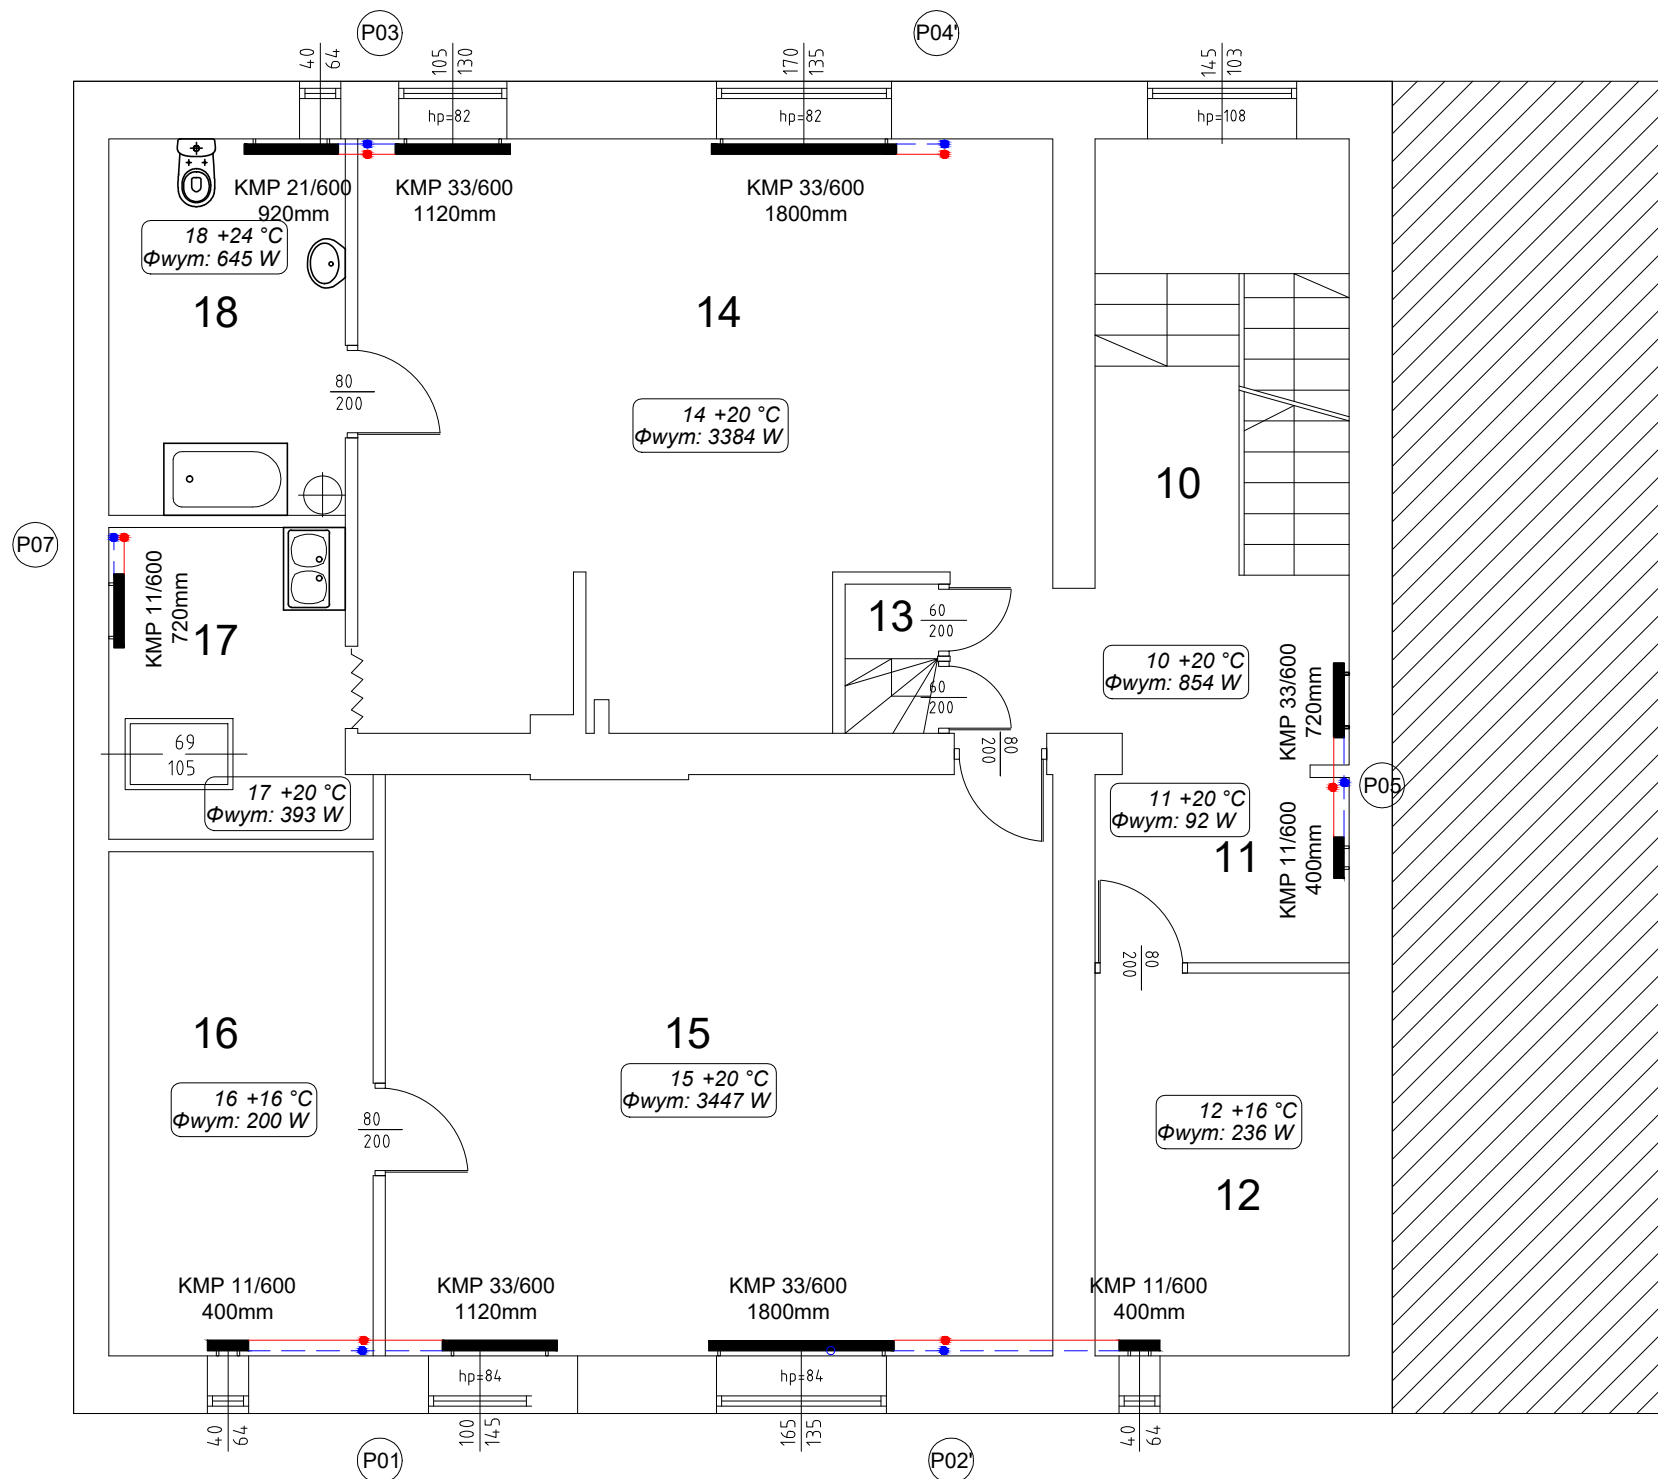 P03
P04'
40
64
105
130
170
135
145
103
hp=82
hp=82
hp=108
KMP 21/600
920mm
KMP 33/600
1120mm
KMP 33/600
1800mm
18 +24 °C
Φwym: 645 W
18
14
80
200
14 +20 °C
Φwym: 3384 W
10
P07
KMP 11/600
720mm
17
13
60
200
60
200
10 +20 °C
Φwym: 854 W
KMP 33/600
720mm
69
105
80
200
17 +20 °C
Φwym: 393 W
11 +20 °C
Φwym: 92 W
P05
11
KMP 11/600
400mm
80
200
16
15
16 +16 °C
Φwym: 200 W
15 +20 °C
Φwym: 3447 W
80
200
12 +16 °C
Φwym: 236 W
12
KMP 11/600
400mm
KMP 33/600
1120mm
KMP 33/600
1800mm
KMP 11/600
400mm
hp=84
hp=84
40
64
100
145
165
135
40
64
P01
P02'